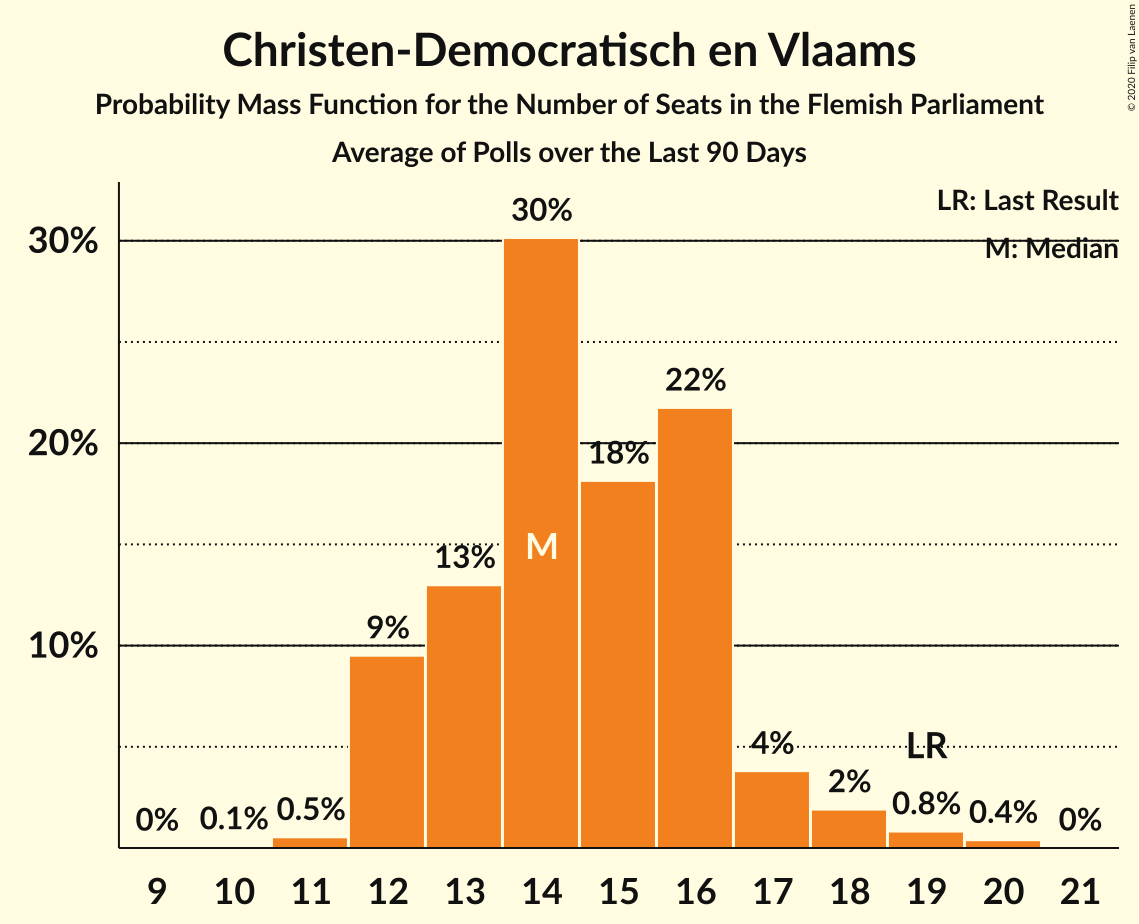 Christen-Democratisch en Vlaams
Probability Mass Function for the Number of Seats in the Flemish Parliament
Average of Polls over the Last 90 Days
© 2020 Filip van Laenen
LR: Last Result
M: Median
30%
20%
10%
0%
0.1%
0.5%
9%
13%
30%
M
18%
22%
4%
2%
LR
0.8%
0.4%
0%
9 10 11 12 13 14 15 16 17 18 19 20 21